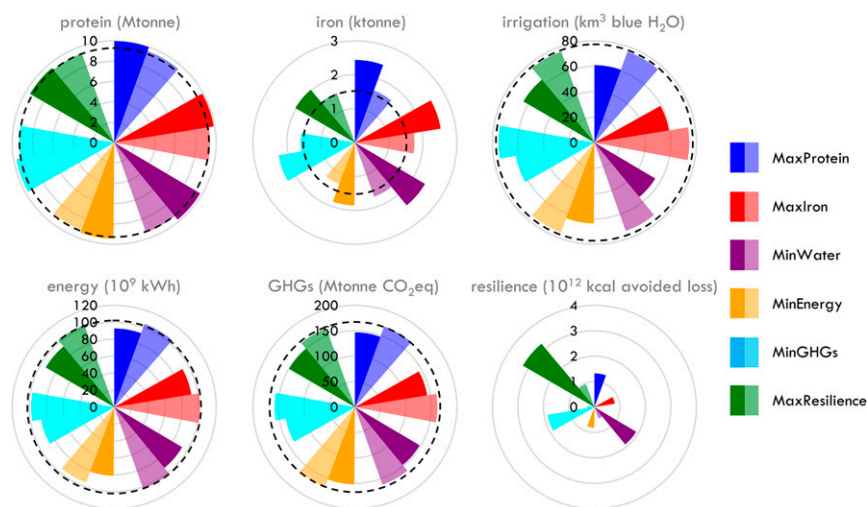 protein (Mtonne)
10
8
6
4
2
0
iron (ktonne)
3
2
1
0
irrigation (km³ blue H₂O)
80
60
40
20
0
energy (10⁹ kWh)
120
100
80
60
40
20
0
GHGs (Mtonne CO₂eq)
200
150
100
50
0
resilience (10¹² kcal avoided loss)
4
3
2
1
0
MaxProtein
MaxIron
MinWater
MinEnergy
MinGHGs
MaxResilience